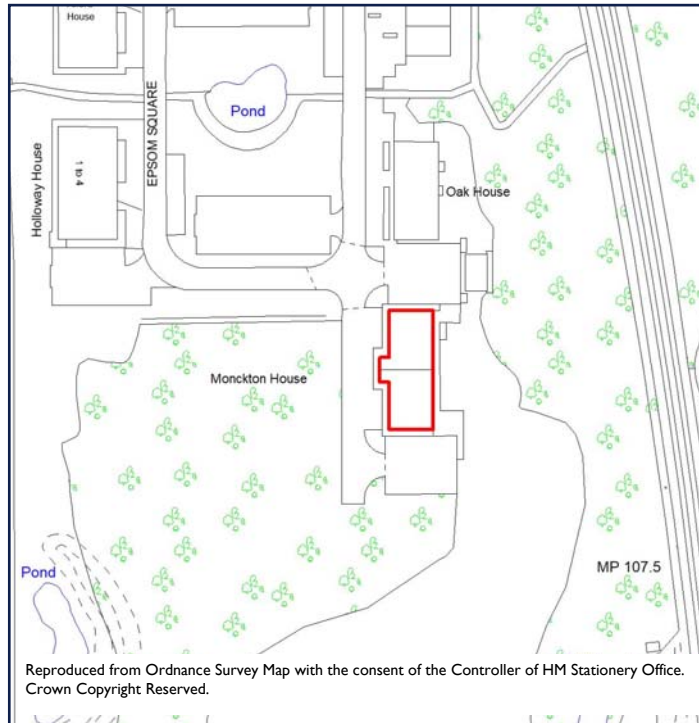 House
Pond
EPSOM SQUARE
Holloway House
1 to 4
Oak House
Monckton House
Pond
MP 107.5
Reproduced from Ordnance Survey Map with the consent of the Controller of HM Stationery Office.
Crown Copyright Reserved.